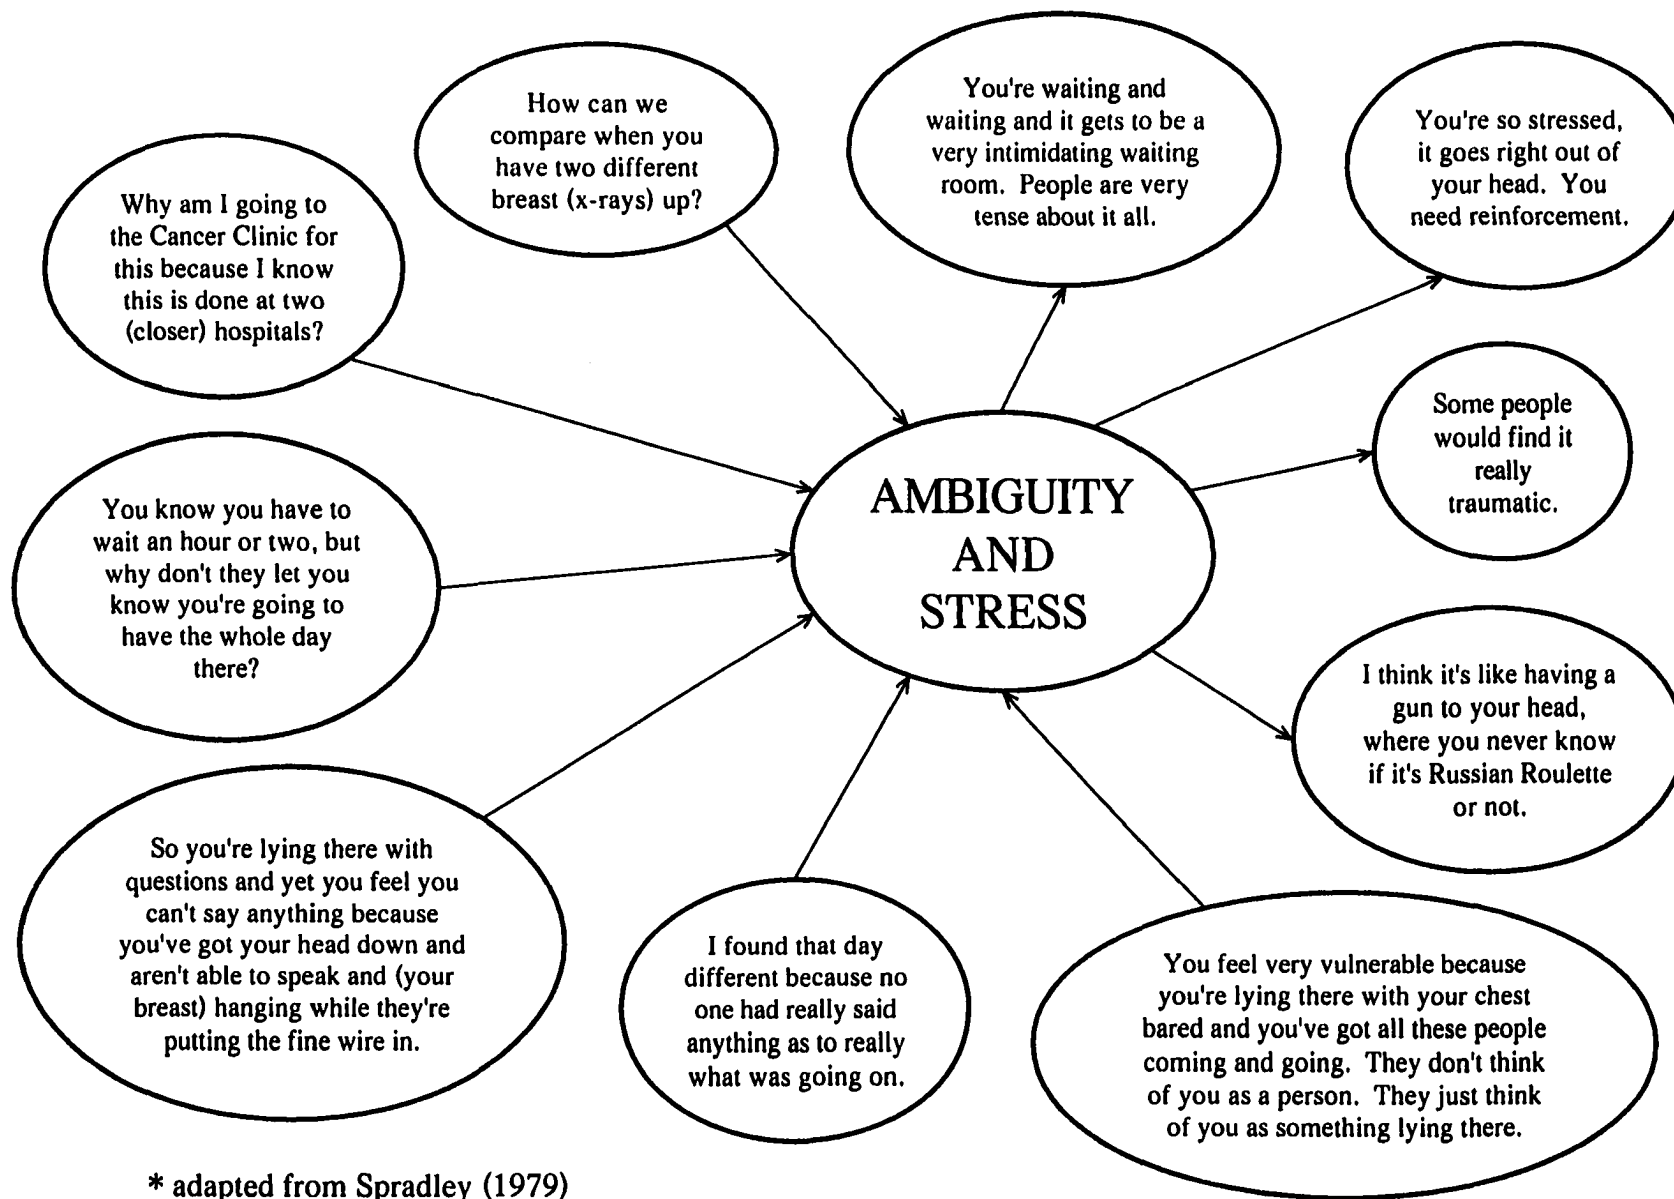 How can we
compare when you
have two different
breast (x-rays) up?
You're waiting and
waiting and it gets to be a
very intimidating waiting
room. People are very
tense about it all.
You're so stressed,
it goes right out of
your head. You
need reinforcement.
Why am I going to
the Cancer Clinic for
this because I know
this is done at two
(closer) hospitals?
Some people
would find it
really
traumatic.
AMBIGUITY
AND
STRESS
You know you have to
wait an hour or two, but
why don't they let you
know you're going to
have the whole day
there?
I think it's like having a
gun to your head,
where you never know
if it's Russian Roulette
or not.
So you're lying there with
questions and yet you feel you
can't say anything because
you've got your head down and
aren't able to speak and (your
breast) hanging while they're
putting the fine wire in.
I found that day
different because no
one had really said
anything as to really
what was going on.
You feel very vulnerable because
you're lying there with your chest
bared and you've got all these people
coming and going. They don't think
of you as a person. They just think
of you as something lying there.
* adapted from Spradley (1979)